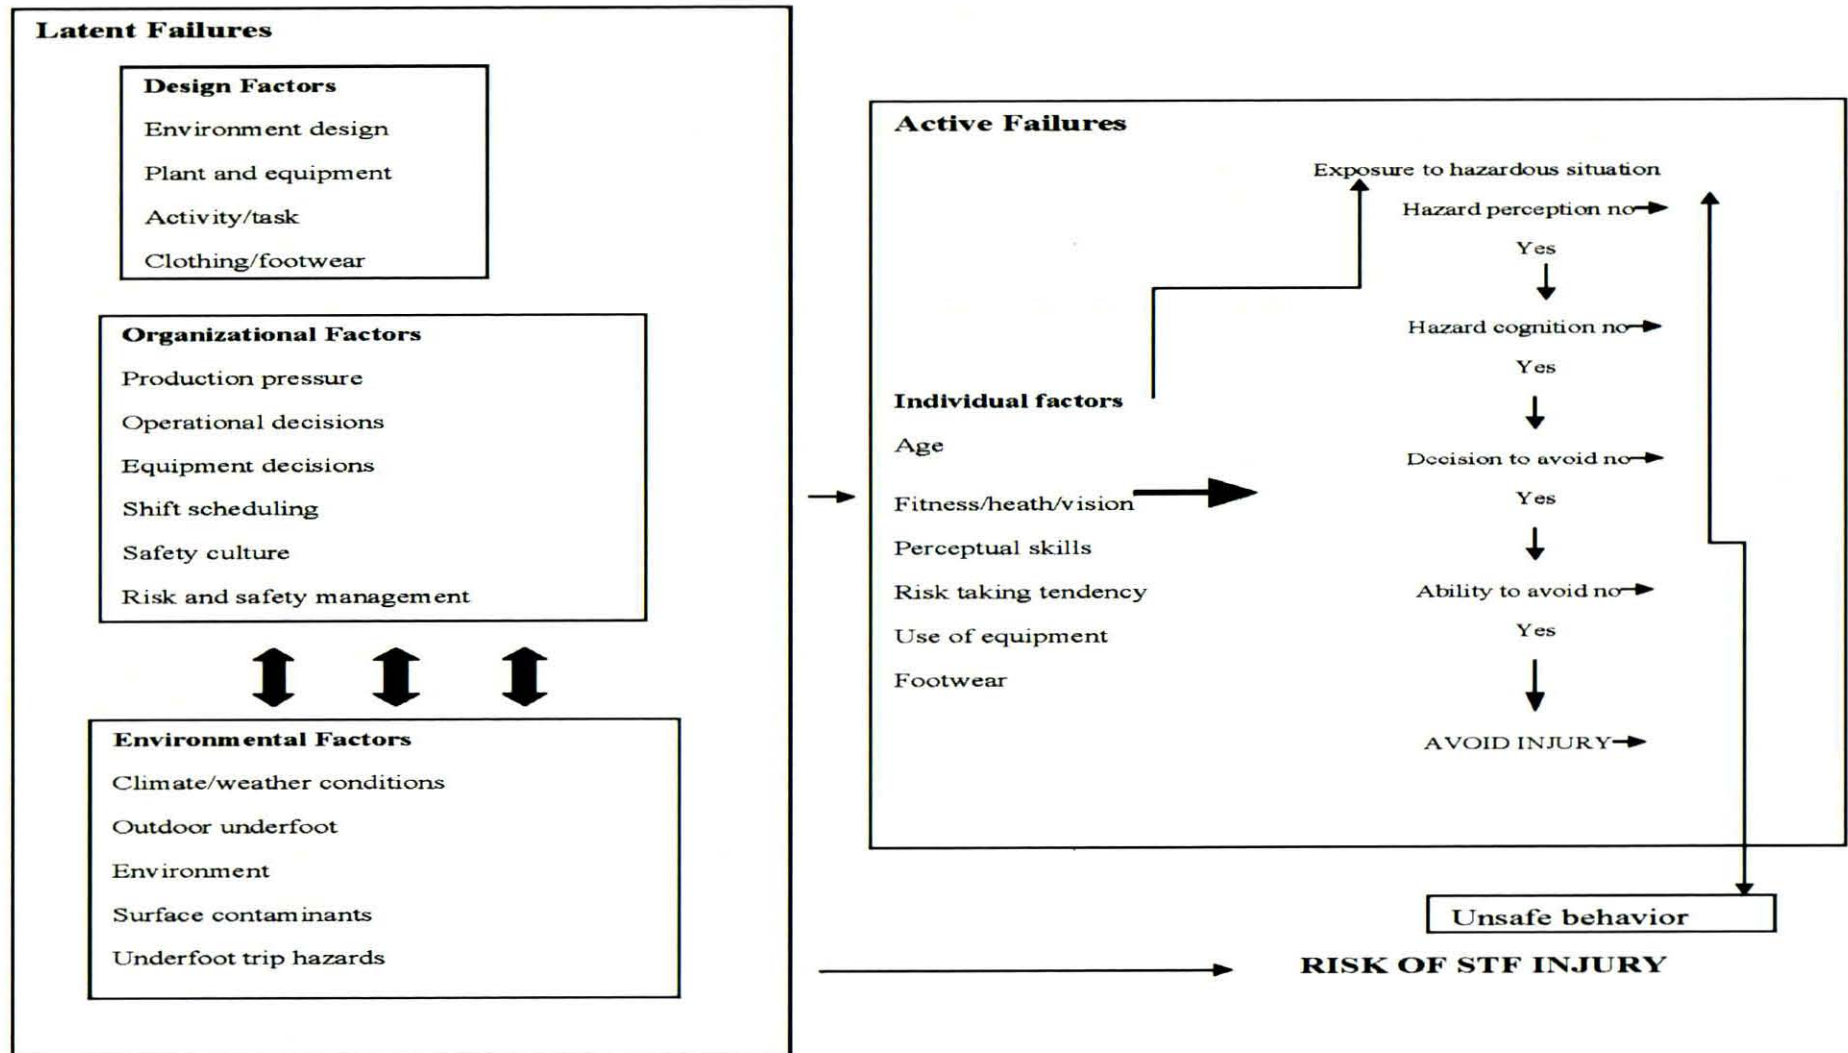 Latent Failures
Design Factors
Environment design
Plant and equipment
Activity/task
Clothing/footwear
Organizational Factors
Production pressure
Operational decisions
Equipment decisions
Shift scheduling
Safety culture
Risk and safety management
Environmental Factors
Climate/weather conditions
Outdoor underfoot
Environment
Surface contaminants
Underfoot trip hazards
Active Failures
Individual factors
Age
Fitness/heath/vision
Perceptual skills
Risk taking tendency
Use of equipment
Footwear
Exposure to hazardous situation
Hazard perception no
Yes
Hazard cognition no
Yes
Decision to avoid no
Yes
Ability to avoid no
Yes
AVOID INJURY
Unsafe behavior
RISK OF STF INJURY